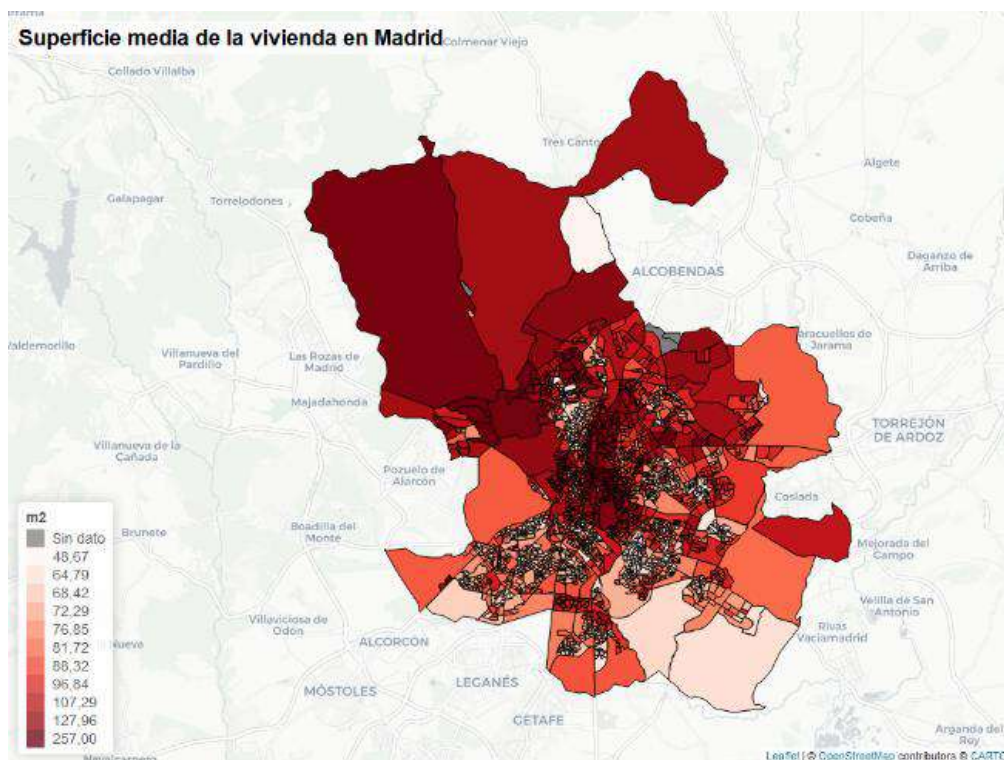 Superficie media de la vivienda en Madrid
Colmenar Viejo
Collado Villalba
Tres Canto
Algete
Galapagar
Torrelodones
Cobeña
Daganzo de
Arriba
ALCOBENDAS
Valdemorillo
Villanueva del
Pardillo
Las Rozas de
Madrid
aracuellos de
Jarama
Majadahonda
TORREJÓN
DE ARDOZ
Villanueva de la
Cañada
Pozuelo de
Alarcón
Coslada
m2
Sin dato
48,67
64,79
68,42
72,29
76,85
81,72
88,32
96,84
107,29
127,96
257,00
Brunete
Boadilla del
Monte
Mejorada del
Campo
Velilla de San
Antonio
Villaviciosa de
Odón
ALCORCÓN
Rivas
Vaciamadrid
MÓSTOLES
LEGANÉS
GETAFE
Arganda del
Rey
Navalcarnero
Leaflet | © OpenStreetMap contributors © CARTO